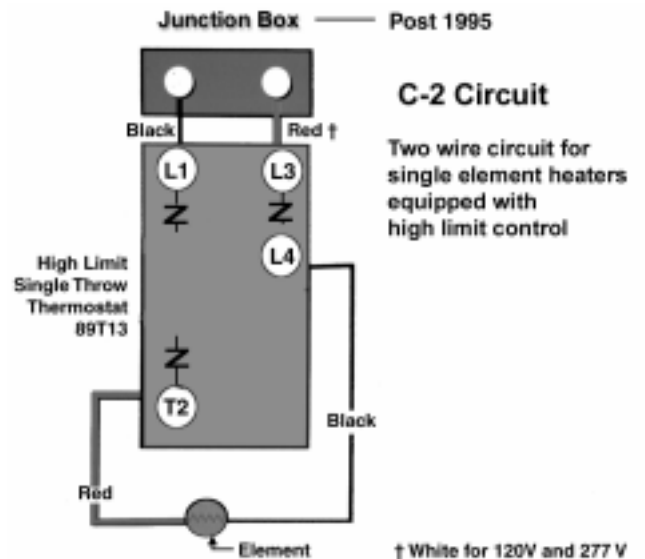 Junction Box
Post 1995
C-2 Circuit
Black
Red †
Two wire circuit for
single element heaters
equipped with
high limit control
L1
L3
L4
High Limit
Single Throw
Thermostat
89T13
T2
Black
Red
Element
† White for 120V and 277 V